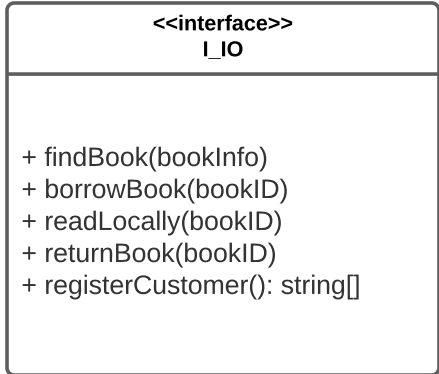 <<interface>>
I_IO
+ findBook(bookInfo)
+ borrowBook(bookID)
+ readLocally(bookID)
+ returnBook(bookID)
+ registerCustomer(): string[]